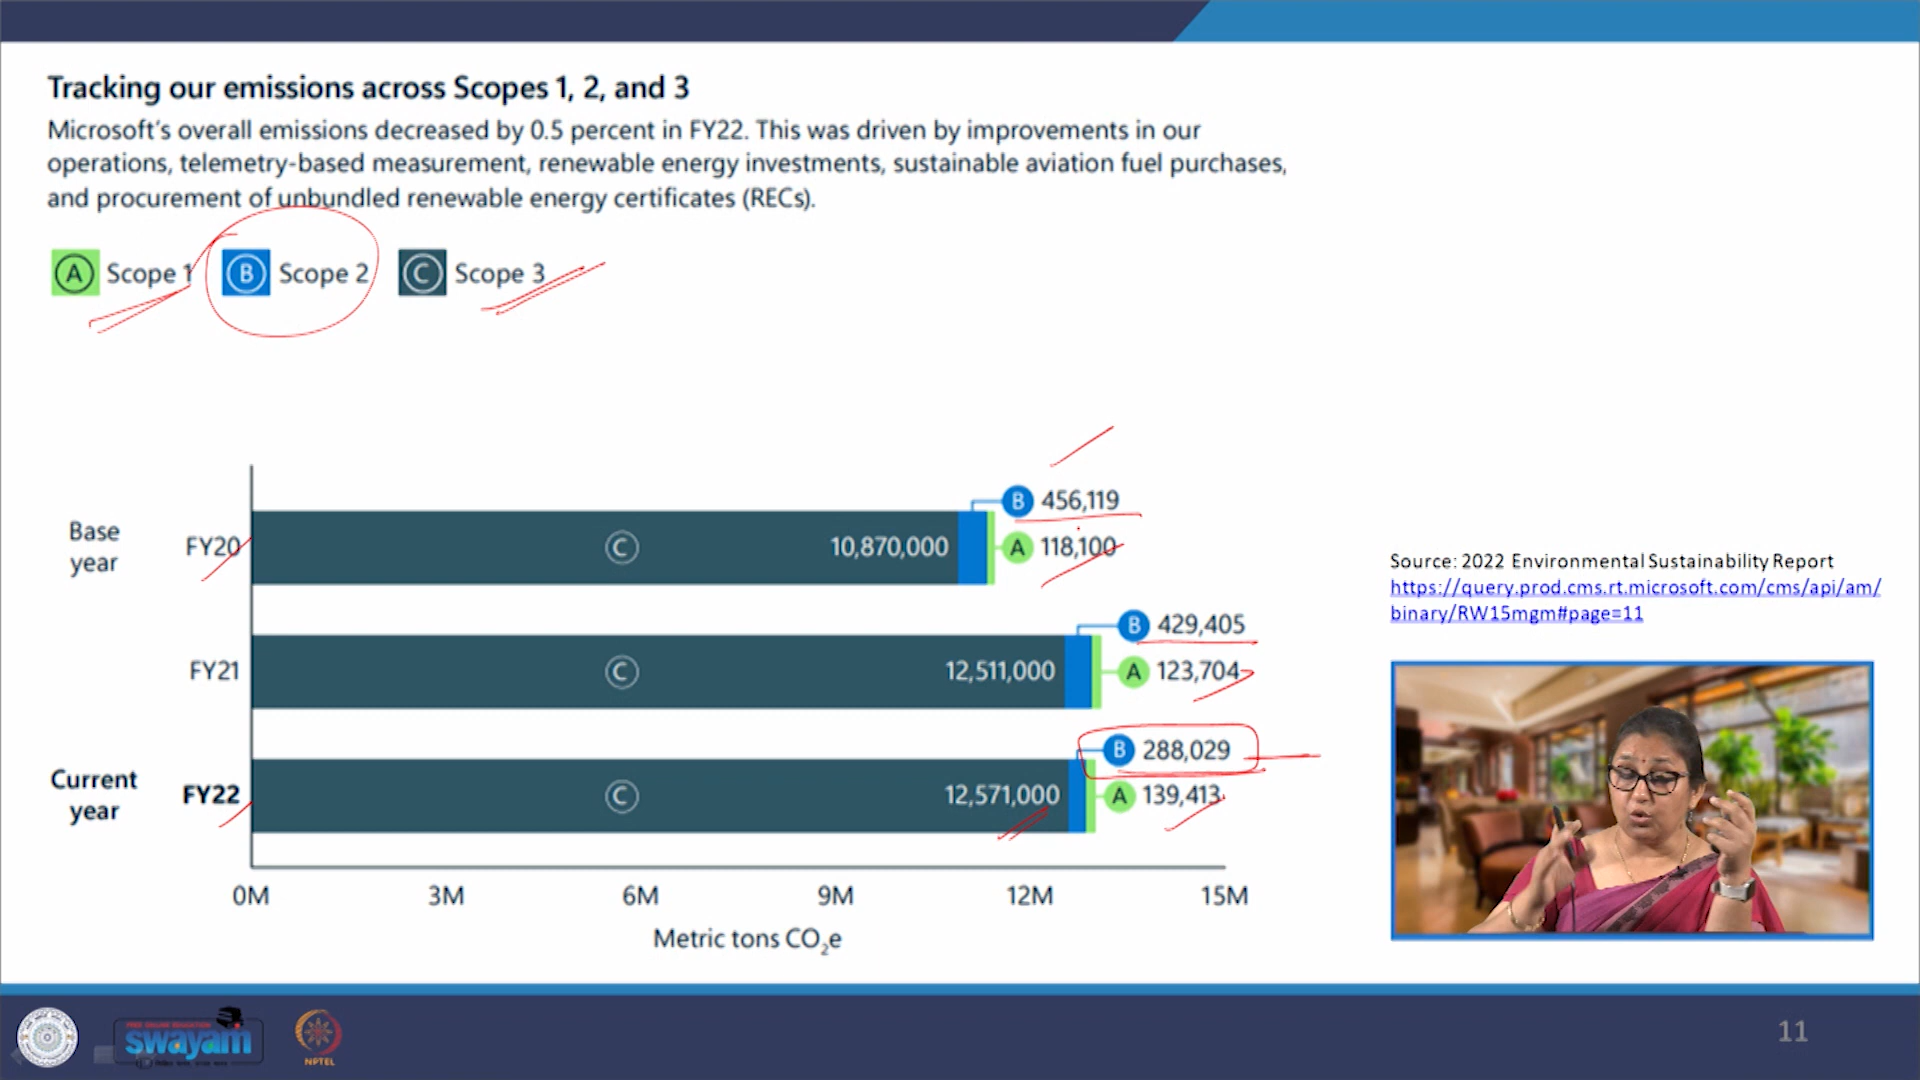 Tracking our emissions across Scopes 1, 2, and 3
Microsoft's overall emissions decreased by 0.5 percent in FY22. This was driven by improvements in our
operations, telemetry-based measurement, renewable energy investments, sustainable aviation fuel purchases,
and procurement of unbundled renewable energy certificates (RECs).
A Scope 1 B Scope 2 C Scope 3
Base
year
FY20
C
10,870,000
B 456,119
A 118,100
FY21
C
12,511,000
B 429,405
A 123,704
Current
year
FY22
C
12,571,000
B 288,029
A 139,413
0M 3M 6M 9M 12M 15M
Metric tons CO₂e
Source: 2022 Environmental Sustainability Report
https://query.prod.cms.rt.microsoft.com/cms/api/am/
binary/RW15mgm#page=11
FREE ONLINE EDUCATION
swayam
NPTEL
11